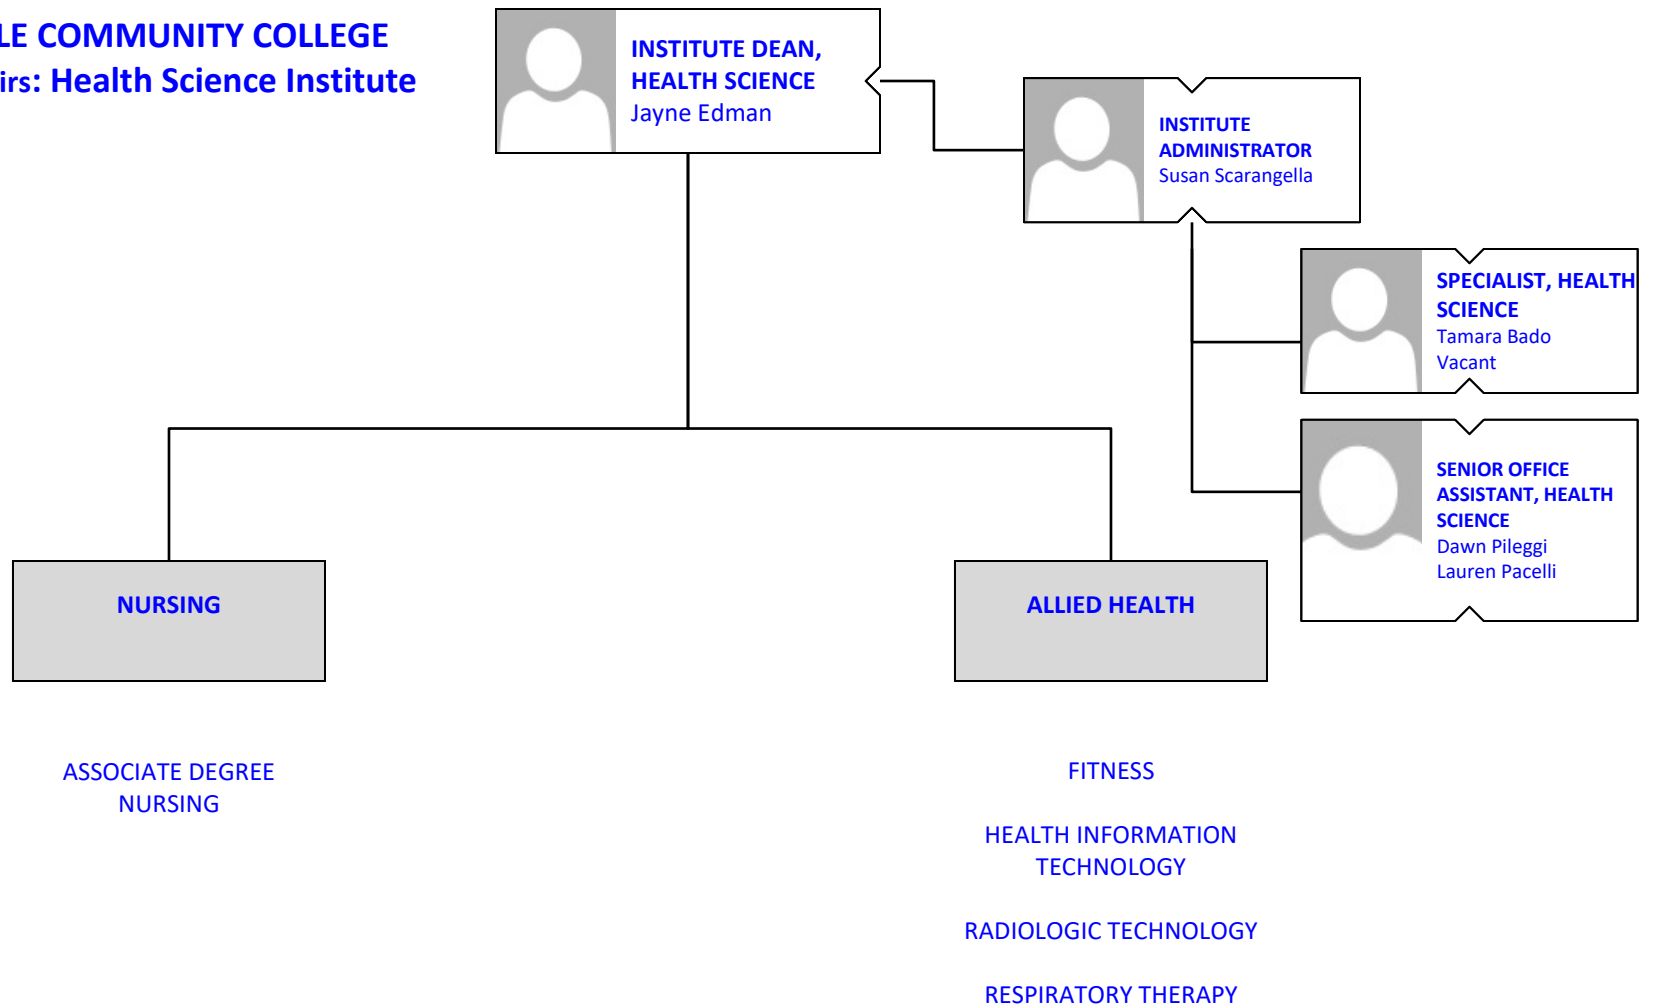 COMMUNITY COLLEGE
: Health Science Institute
INSTITUTE DEAN,
HEALTH SCIENCE
Jayne Edman
INSTITUTE
ADMINISTRATOR
Susan Scarangella
SPECIALIST, HEALTH
SCIENCE
Tamara Bado
Vacant
SENIOR OFFICE
ASSISTANT, HEALTH
SCIENCE
Dawn Pileggi
Lauren Pacelli
NURSING
ALLIED HEALTH
ASSOCIATE DEGREE
NURSING
FITNESS
HEALTH INFORMATION
TECHNOLOGY
RADIOLOGIC TECHNOLOGY
RESPIRATORY THERAPY